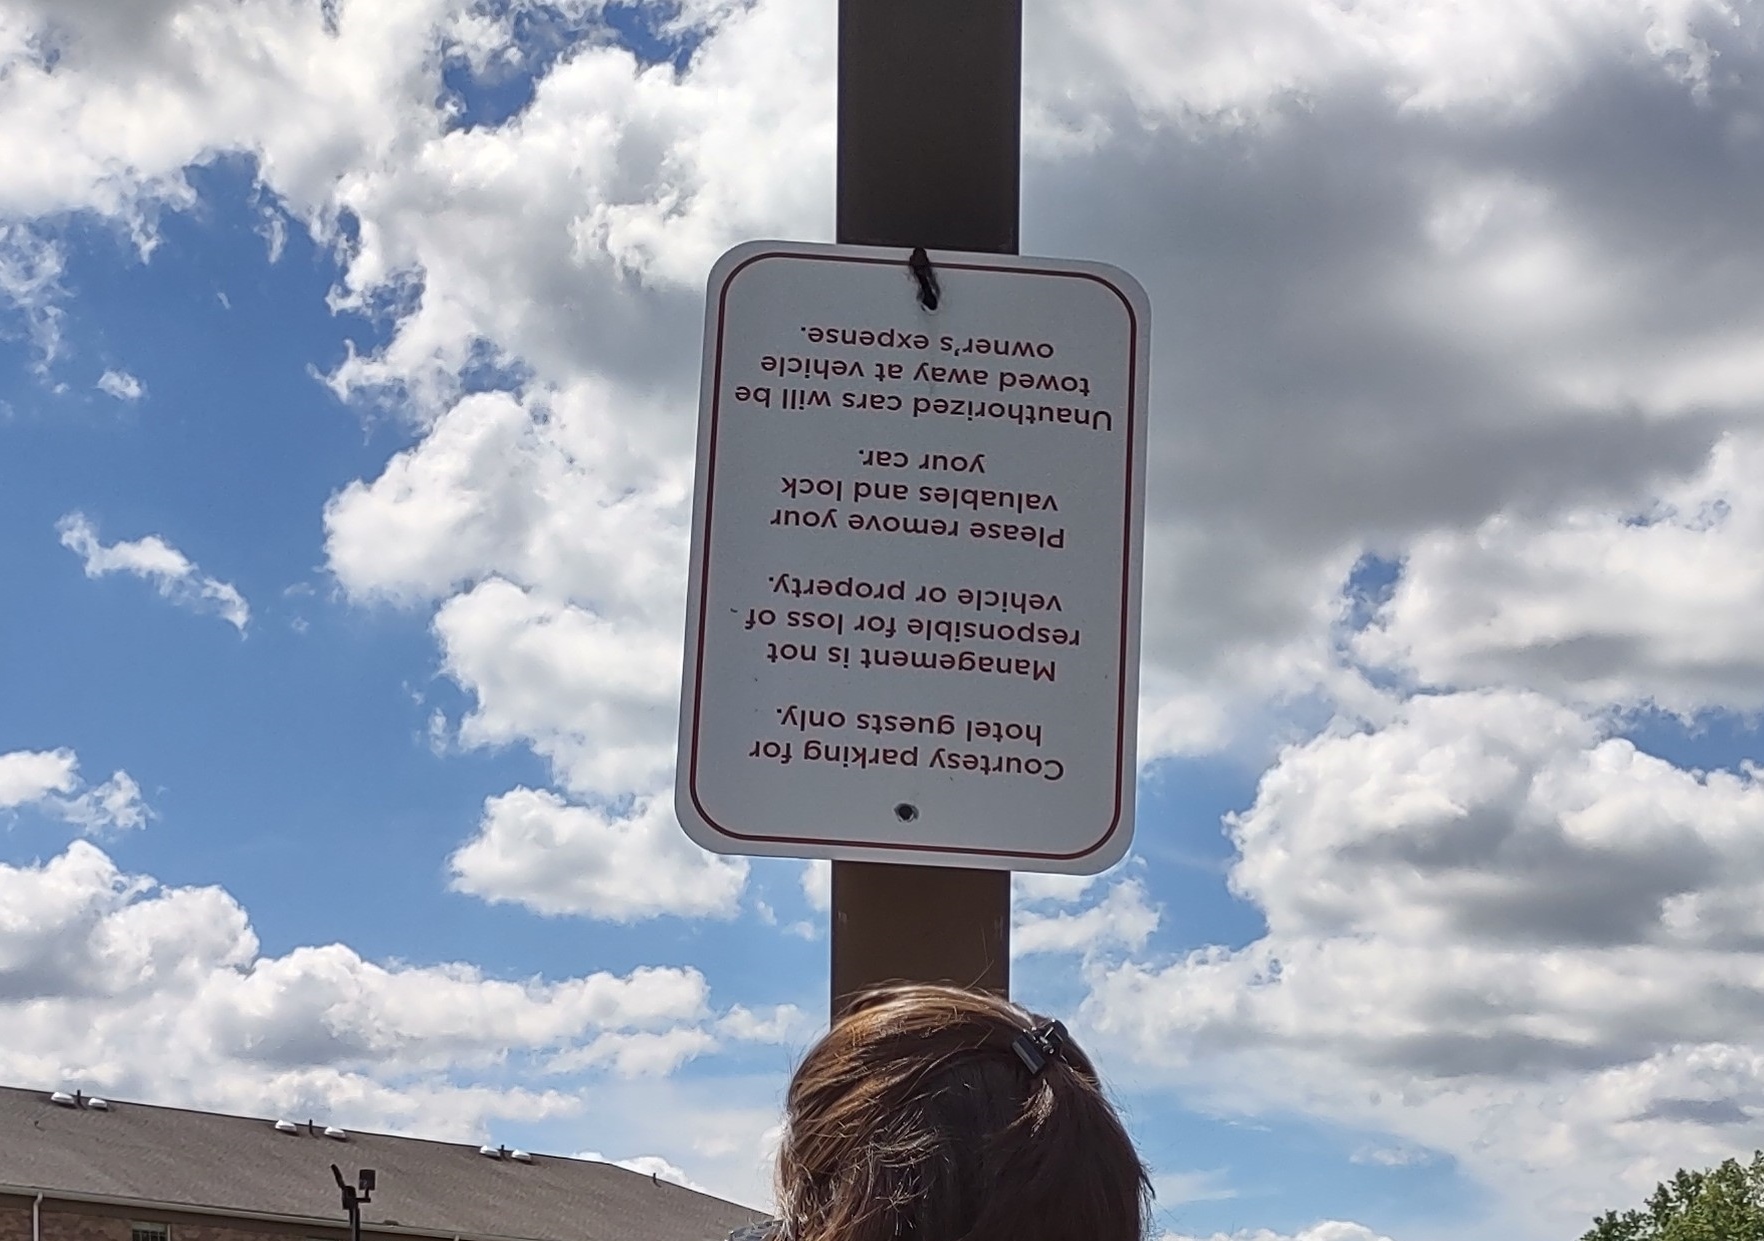 Courtesy parking for
hotel guests only.
Management is not
responsible for loss of
vehicle or property.
Please remove your
valuables and lock
your car.
Unauthorized cars will be
towed away at vehicle
owner's expense.